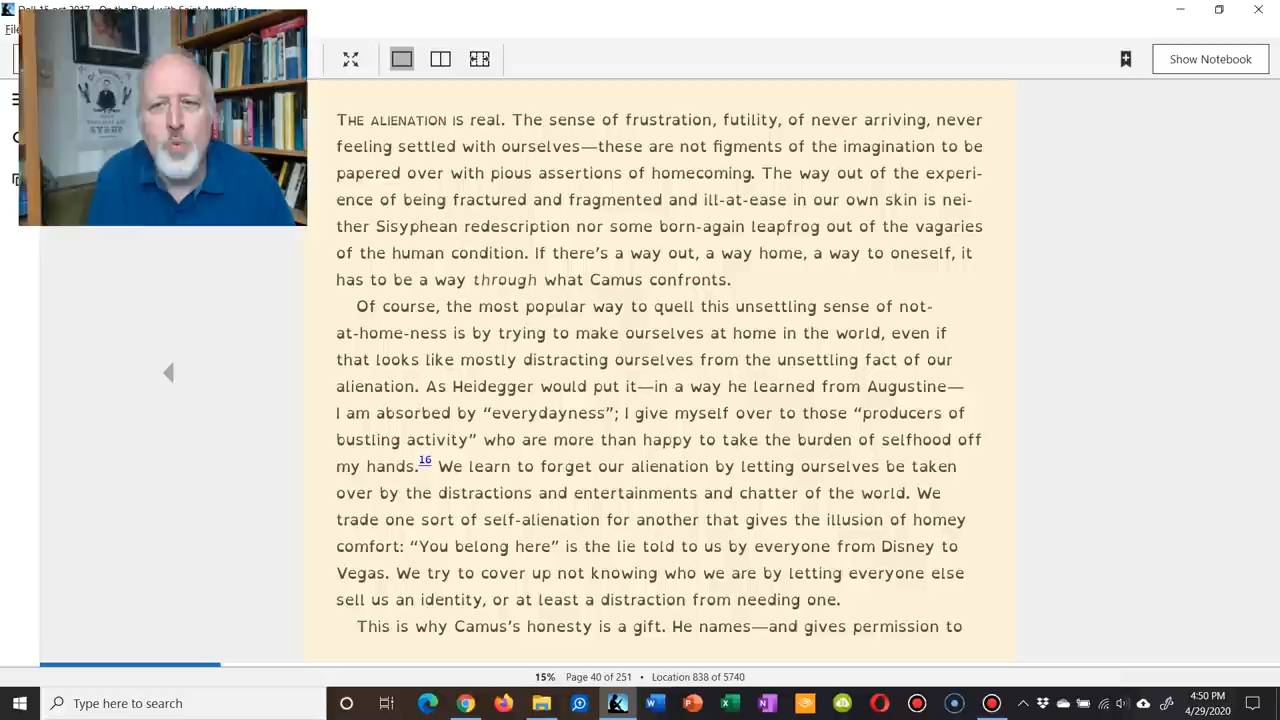 On the Road with Saint Augustine
File
Show Notebook
THE ALIENATION IS real. The sense of frustration, futility, of never arriving, never
feeling settled with ourselves—these are not figments of the imagination to be
papered over with pious assertions of homecoming. The way out of the experi-
ence of being fractured and fragmented and ill-at-ease in our own skin is nei-
ther Sisyphean redescription nor some born-again leapfrog out of the vagaries
of the human condition. If there's a way out, a way home, a way to oneself, it
has to be a way through what Camus confronts.
Of course, the most popular way to quell this unsettling sense of not-
at-home-ness is by trying to make ourselves at home in the world, even if
that looks like mostly distracting ourselves from the unsettling fact of our
alienation. As Heidegger would put it—in a way he learned from Augustine—
I am absorbed by “everydayness”; I give myself over to those “producers of
bustling activity” who are more than happy to take the burden of selfhood off
my hands.16 We learn to forget our alienation by letting ourselves be taken
over by the distractions and entertainments and chatter of the world. We
trade one sort of self-alienation for another that gives the illusion of homey
comfort: “You belong here” is the lie told to us by everyone from Disney to
Vegas. We try to cover up not knowing who we are by letting everyone else
sell us an identity, or at least a distraction from needing one.
This is why Camus's honesty is a gift. He names—and gives permission to
15% Page 40 of 251 • Location 838 of 5740
Type here to search
4:50 PM
4/29/2020